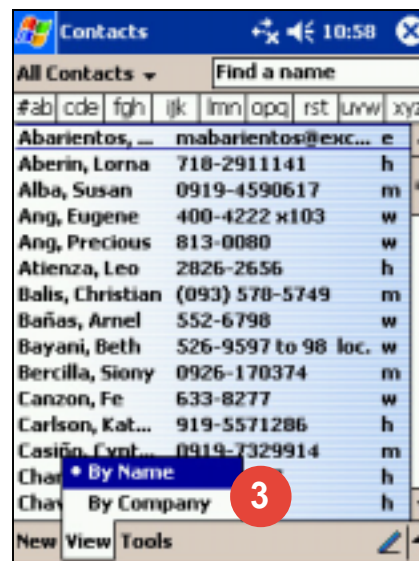 Contacts 10:58
All Contacts Find a name
#ab cde fgh ijk lmn opq rst uvw xyz
Abarientos, ... mabarientos@exc... e
Aberin, Lorna 718-2911141 h
Alba, Susan 0919-4590617 m
Ang, Eugene 400-4222 x103 w
Ang, Precious 813-0080 w
Atienza, Leo 2826-2656 h
Balis, Christian (093) 578-5749 m
Bañas, Arnel 552-6798 w
Bayani, Beth 526-9597 to 98 loc. w
Bercilla, Siony 0926-170374 m
Canzon, Fe 633-8277 w
Carlson, Kat... 919-5571286 h
Casiño, Cynt... 0919-7329914 m
Char h
• By Name
Chav h
By Company
3
New View Tools